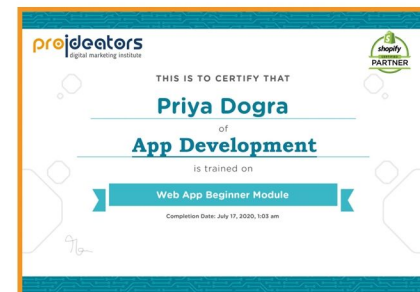 proideators
digital marketing institute
shopify
PARTNER
THIS IS TO CERTIFY THAT
Priya Dogra
of
App Development
is trained on
Web App Beginner Module
Completion Date: July 17, 2020, 1:03 am